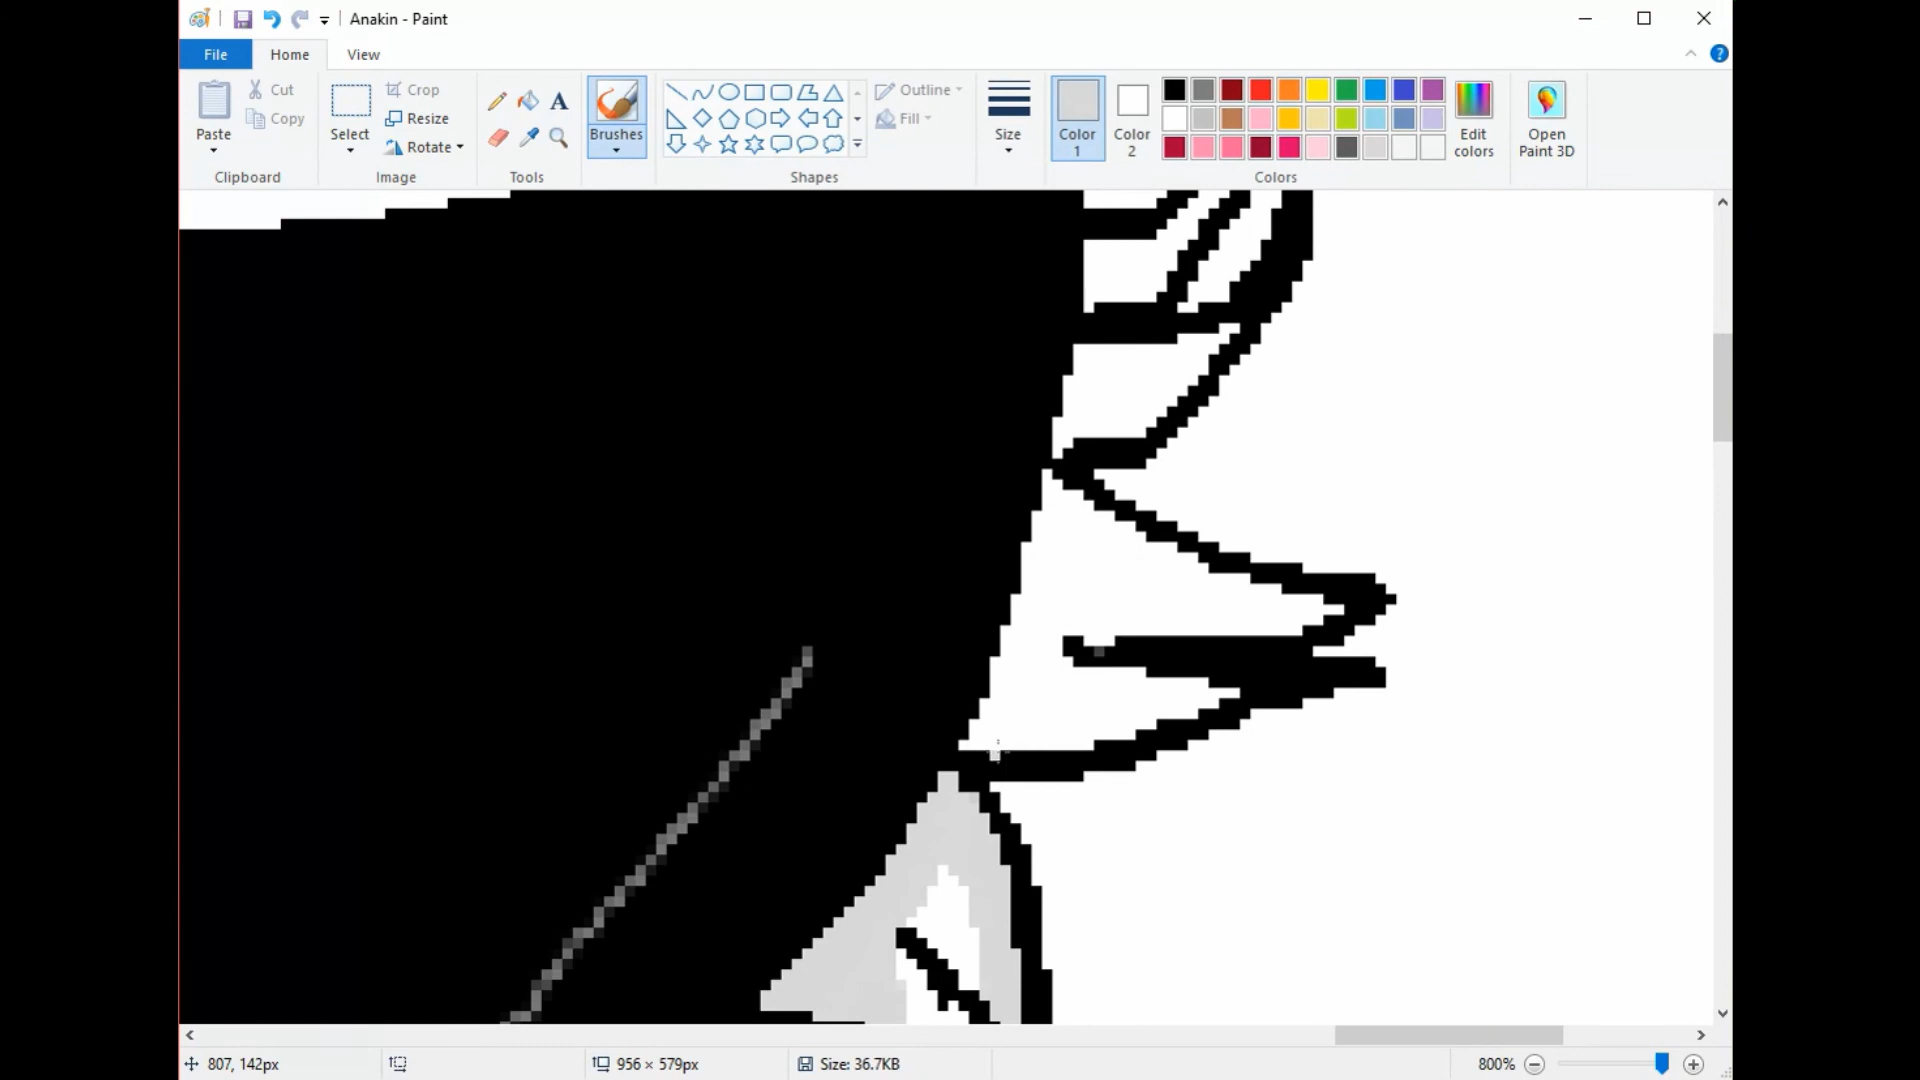 Anakin - Paint
File Home View
Paste
Cut
Copy
Clipboard
Select
Crop
Resize
Rotate
Image
A
Tools
Brushes
Outline
Fill
Shapes
Size
Color 1
Color 2
Edit colors
Open Paint 3D
Colors
?
807, 142px
956 × 579px
Size: 36.7KB
800%